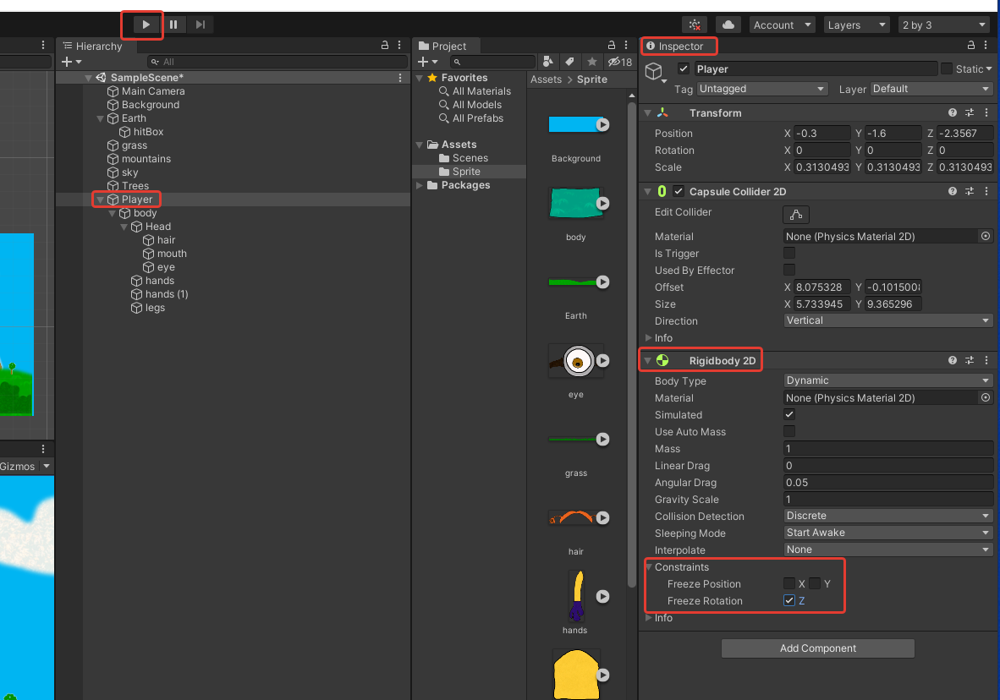 Account
Layers
2 by 3
Hierarchy
All
SampleScene*
Main Camera
Background
Earth
hitBox
grass
mountains
sky
Trees
Player
body
Head
hair
mouth
eye
hands
hands (1)
legs
Gizmos
Project
18
Favorites
All Materials
All Models
All Prefabs
Assets
Scenes
Sprite
Packages
Assets > Sprite
Background
body
Earth
eye
grass
hair
hands
Inspector
Player
Static
Tag Untagged Layer Default
Transform
Position X -0.3 Y -1.6 Z -2.3567
Rotation X 0 Y 0 Z 0
Scale X 0.3130493 Y 0.3130493 Z 0.3130493
Capsule Collider 2D
Edit Collider
Material None (Physics Material 2D)
Is Trigger
Used By Effector
Offset X 8.075328 Y -0.1015008
Size X 5.733945 Y 9.365296
Direction Vertical
Info
Rigidbody 2D
Body Type Dynamic
Material None (Physics Material 2D)
Simulated
Use Auto Mass
Mass 1
Linear Drag 0
Angular Drag 0.05
Gravity Scale 1
Collision Detection Discrete
Sleeping Mode Start Awake
Interpolate None
Constraints
Freeze Position X Y
Freeze Rotation Z
Info
Add Component